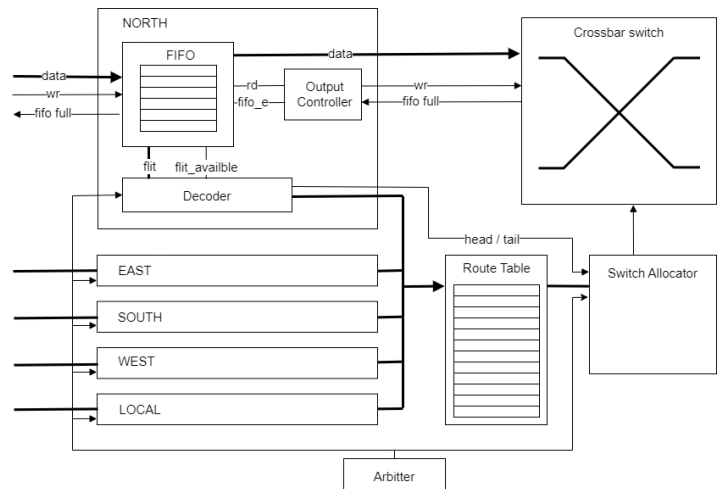 NORTH
Crossbar switch
FIFO
data
data
wr
fifo full
rd
fifo_e
Output
Controller
wr
fifo full
flit
flit_availble
Decoder
head / tail
EAST
Route Table
Switch Allocator
SOUTH
WEST
LOCAL
Arbitter